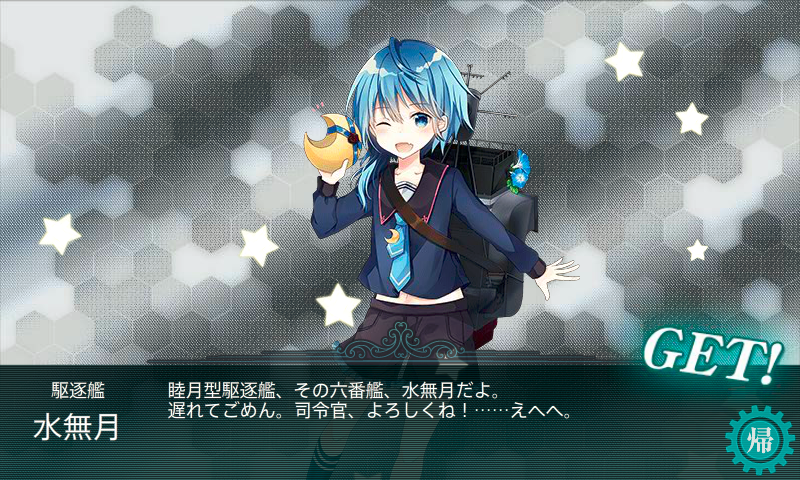 GET!
駆逐艦
水無月
睦月型駆逐艦、その六番艦、水無月だよ。
遅れてごめん。司令官、よろしくね!……えへへ。
帰